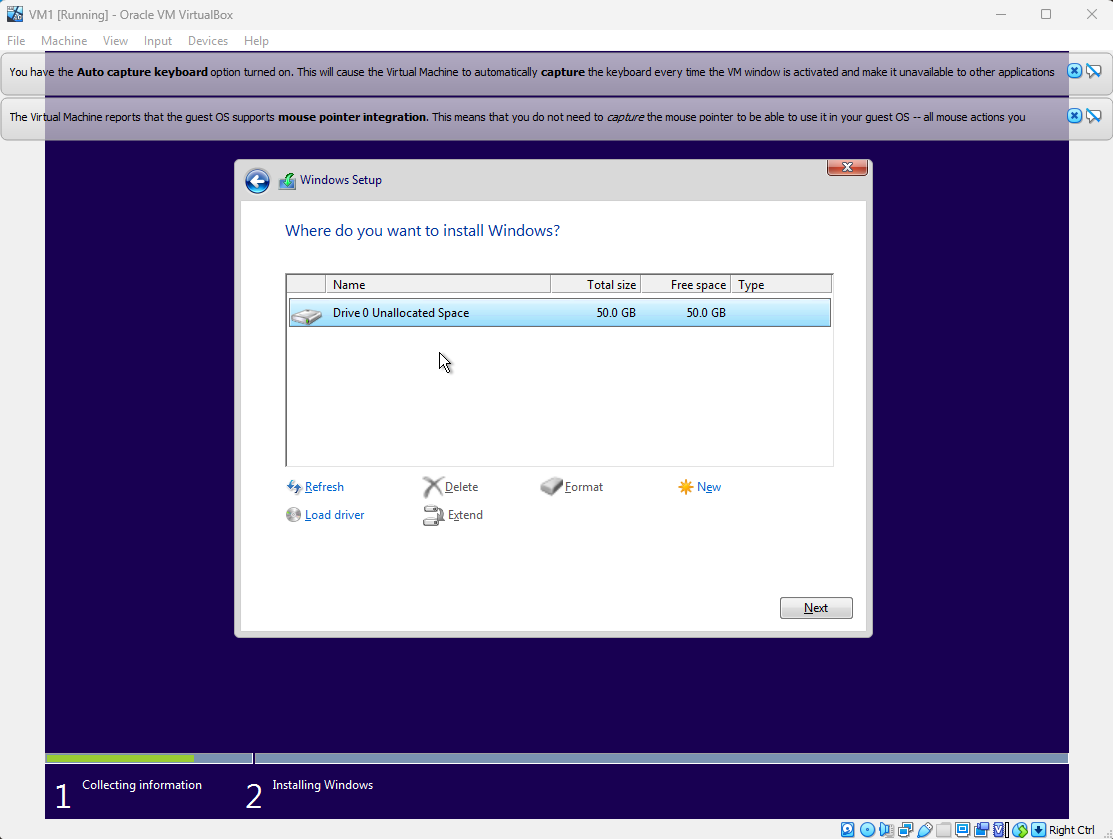 VM1 [Running] - Oracle VM VirtualBox
File Machine View Input Devices Help
You have the Auto capture keyboard option turned on. This will cause the Virtual Machine to automatically capture the keyboard every time the VM window is activated and make it unavailable to other applications
The Virtual Machine reports that the guest OS supports mouse pointer integration. This means that you do not need to capture the mouse pointer to be able to use it in your guest OS -- all mouse actions you
Windows Setup
Where do you want to install Windows?
Name Total size Free space Type
Drive 0 Unallocated Space 50.0 GB 50.0 GB
Refresh Delete Format New
Load driver Extend
Next
1 Collecting information 2 Installing Windows
Right Ctrl